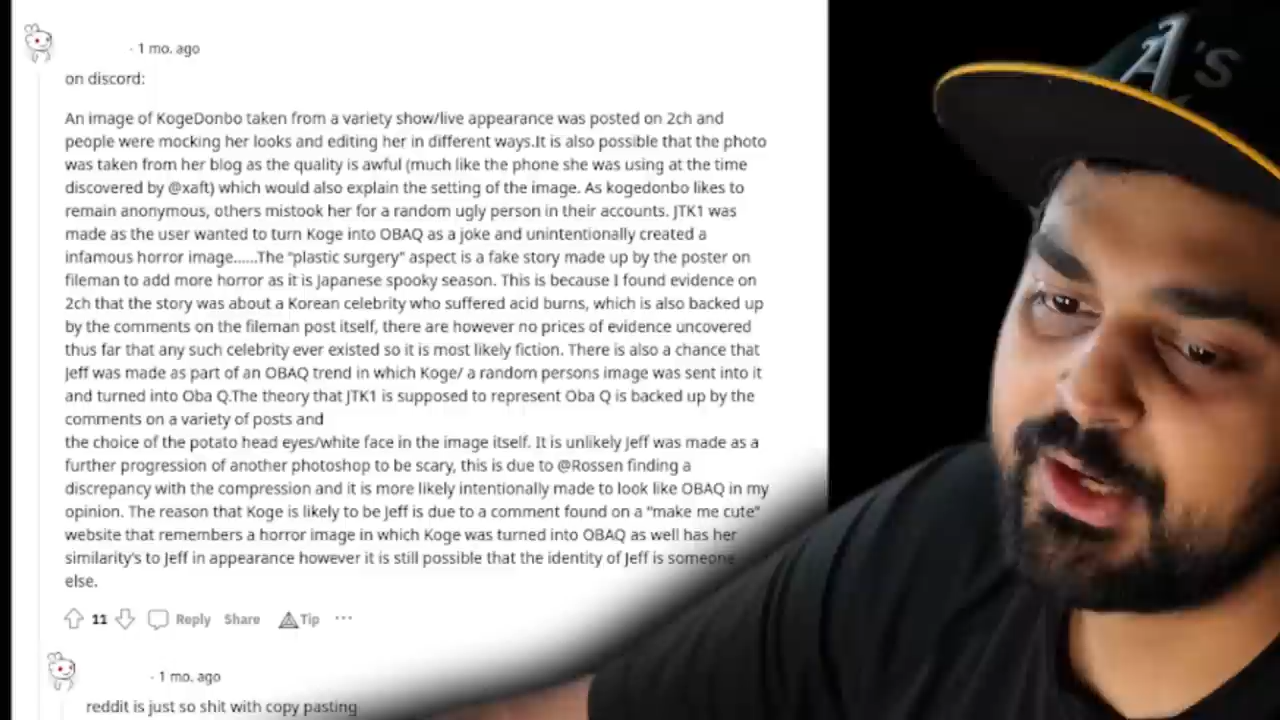 · 1 mo. ago
on discord:
An image of KogeDonbo taken from a variety show/live appearance was posted on 2ch and
people were mocking her looks and editing her in different ways.It is also possible that the photo
was taken from her blog as the quality is awful (much like the phone she was using at the time
discovered by @xaft) which would also explain the setting of the image. As kogedonbo likes to
remain anonymous, others mistook her for a random ugly person in their accounts. JTK1 was
made as the user wanted to turn Koge into OBAQ as a joke and unintentionally created a
infamous horror image......The "plastic surgery" aspect is a fake story made up by the poster on
fileman to add more horror as it is Japanese spooky season. This is because I found evidence on
2ch that the story was about a Korean celebrity who suffered acid burns, which is also backed up
by the comments on the fileman post itself, there are however no prices of evidence uncovered
thus far that any such celebrity ever existed so it is most likely fiction. There is also a chance that
Jeff was made as part of an OBAQ trend in which Koge/ a random persons image was sent into it
and turned into Oba Q.The theory that JTK1 is supposed to represent Oba Q is backed up by the
comments on a variety of posts and
the choice of the potato head eyes/white face in the image itself. It is unlikely Jeff was made as a
further progression of another photoshop to be scary, this is due to @Rossen finding a
discrepancy with the compression and it is more likely intentionally made to look like OBAQ in my
opinion. The reason that Koge is likely to be Jeff is due to a comment found on a "make me cute"
website that remembers a horror image in which Koge was turned into OBAQ as well has her
similarity's to Jeff in appearance however it is still possible that the identity of Jeff is someone
else.
11 Reply Share Tip ...
· 1 mo. ago
reddit is just so shit with copy pasting
A's